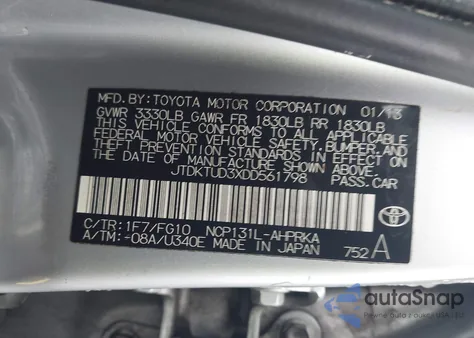 MFD. BY: TOYOTA MOTOR CORPORATION 01/13
GVWR 3330LB GAWR FR 1830LB RR 1830LB
THIS VEHICLE CONFORMS TO ALL APPLICABLE
FEDERAL MOTOR VEHICLE SAFETY, BUMPER, AND
THEFT PREVENTION STANDARDS IN EFFECT ON
THE DATE OF MANUFACTURE SHOWN ABOVE.
JTDKTUD3XDD561798 PASS. CAR
C/TR: 1F7/FG10 NCP131L-AHPRKA
A/TM: -08A/U340E MADE IN JAPAN 752A
TOYOTA
autoSnap